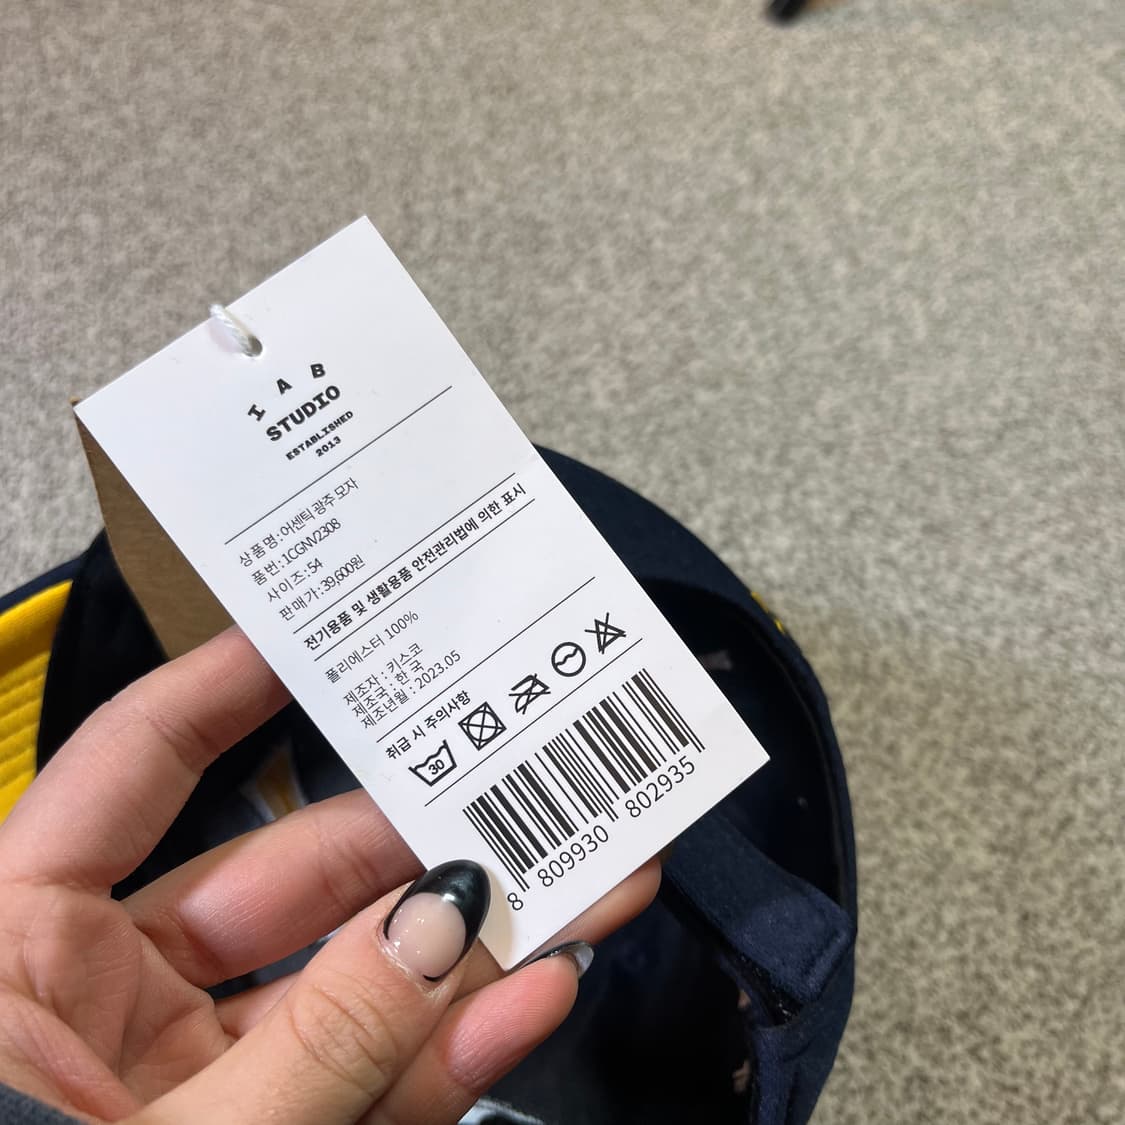 IAB
STUDIO
ESTABLISHED
2013
상품명 : 어센틱 광주 모자
품번 : 1CGNV2308
사이즈 : 54
판매가 : 39,600원
전기용품 및 생활용품 안전관리법에 의한 표시
폴리에스터 100%
제조자 : 키스코
제조국 : 한국
제조년월 : 2023.05
취급 시 주의사항
30
8 809930 802935